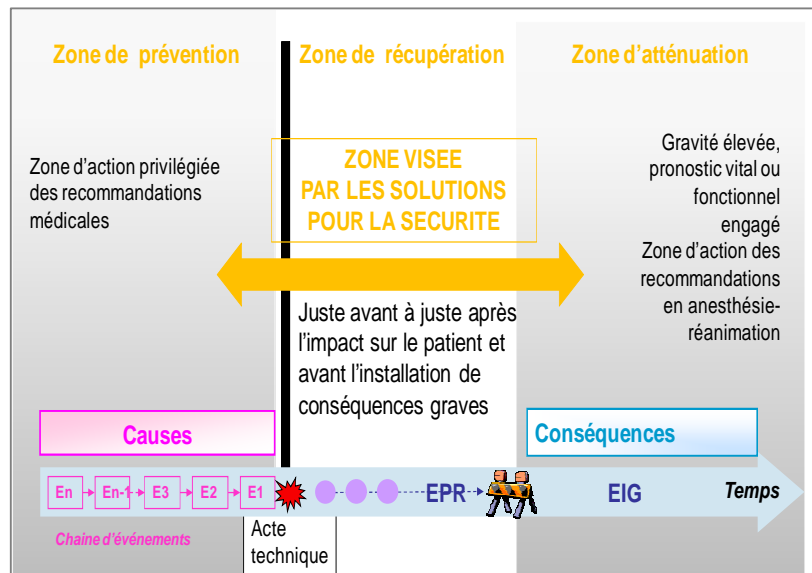 Zone de prévention
Zone de récupération
Zone d'atténuation
Zone d'action privilégiée
des recommandations
médicales
ZONE VISEE
PAR LES SOLUTIONS
POUR LA SECURITE
Gravité élevée,
pronostic vital ou
fonctionnel
engagé
Zone d'action des
recommandations
en anesthésie-
réanimation
Juste avant à juste après
l'impact sur le patient et
avant l'installation de
conséquences graves
Causes
Conséquences
En
En-1
E3
E2
E1
EPR
EIG
Temps
Chaine d'événements
Acte
technique